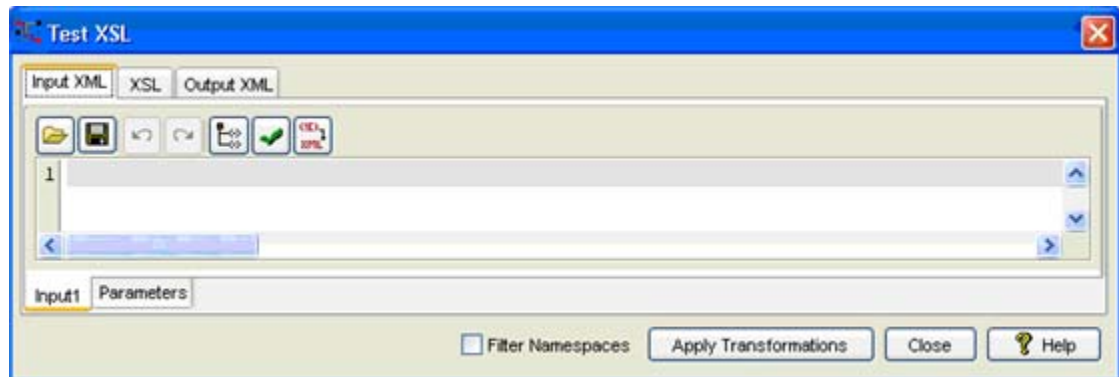 Test XSL
Input XML XSL Output XML
1
Input1 Parameters
Filter Namespaces Apply Transformations Close Help